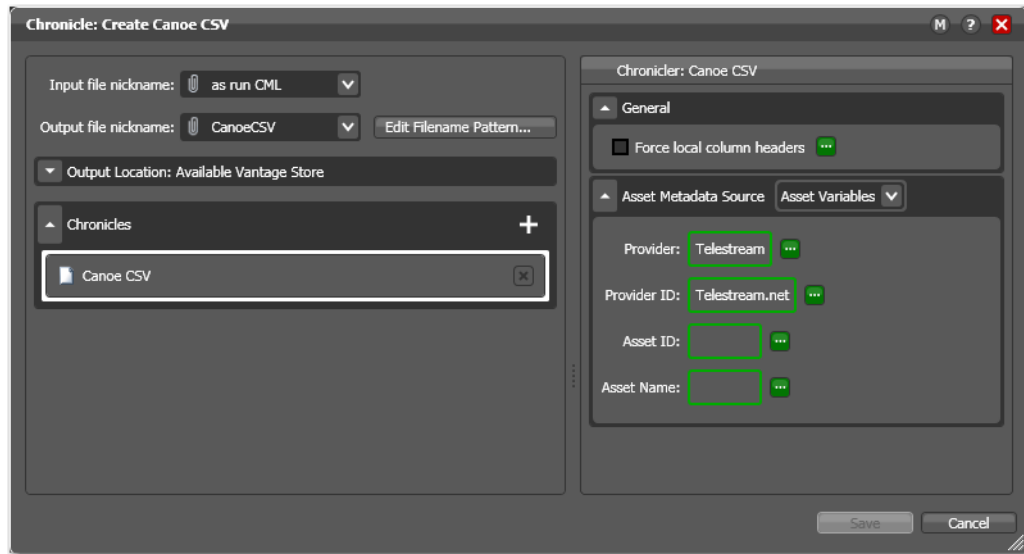 Chronicle: Create Canoe CSV
M ?
Input file nickname: as run CML
Output file nickname: CanoeCSV Edit Filename Pattern...
Output Location: Available Vantage Store
Chronicles
Canoe CSV
Chronicler: Canoe CSV
General
Force local column headers ...
Asset Metadata Source Asset Variables
Provider: Telestream ...
Provider ID: Telestream.net ...
Asset ID: ...
Asset Name: ...
Save Cancel